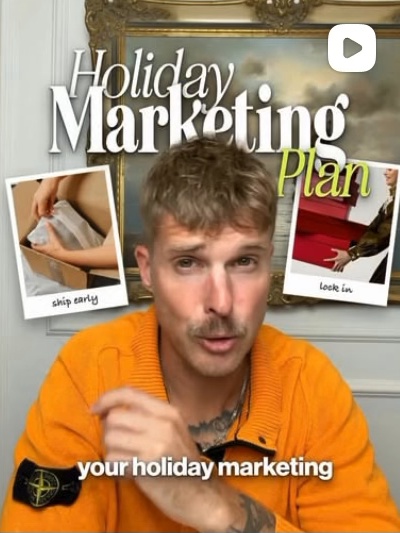 Holiday
Marketing
Plan
ship early
lock in
your holiday marketing